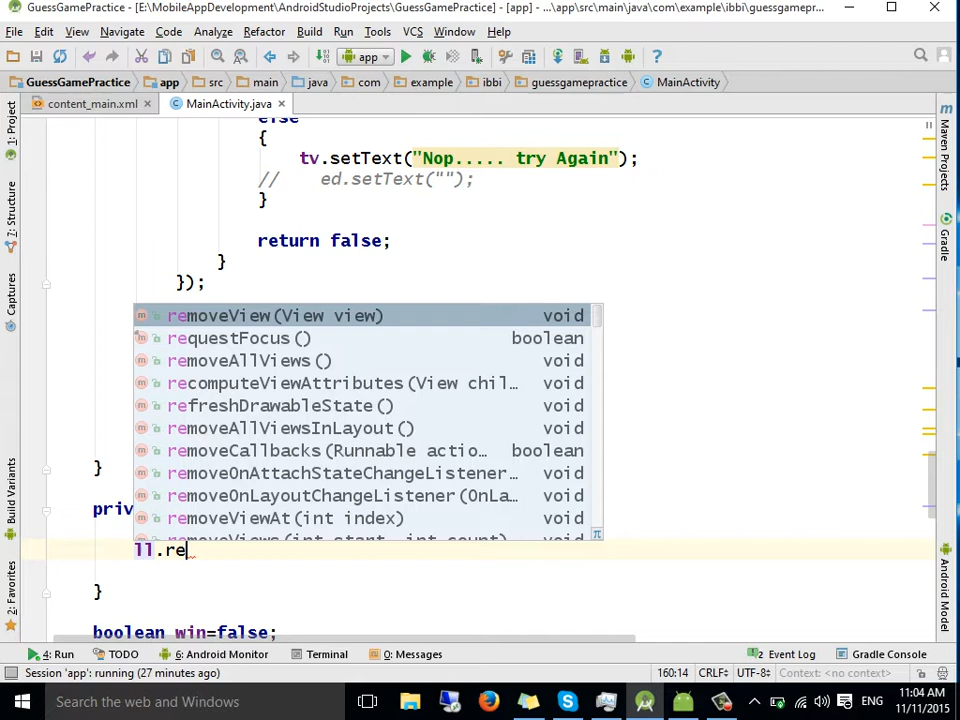 GuessGamePractice - [E:\MobileAppDevelopment\AndroidStudioProjects\GuessGamePractice] - [app] - ...\app\src\main\java\com\example\ibbi\guessgamepr...
File Edit View Navigate Code Analyze Refactor Build Run Tools VCS Window Help
app
GuessGamePractice app src main java com example ibbi guessgamepractice MainActivity
content_main.xml MainActivity.java
1: Project
7: Structure
Captures
Build Variants
2: Favorites
Maven Projects
Gradle
Android Model
else
{
tv.setText("Nop..... try Again");
// ed.setText("");
}
return false;
}
});
removeView(View view) void
requestFocus() boolean
removeAllViews() void
recomputeViewAttributes(View chil... void
refreshDrawableState() void
removeAllViewsInLayout() void
removeCallbacks(Runnable actio... boolean
removeOnAttachStateChangeListener...
removeOnLayoutChangeListener(OnLa...
removeViewAt(int index) void
removeViews(int start, int count) void
π
}
priv
ll.re
}
boolean win=false;
4: Run TODO 6: Android Monitor Terminal 0: Messages 2 Event Log Gradle Console
Session 'app': running (27 minutes ago) 160:14 CRLF UTF-8 Context: <no context>
Search the web and Windows ENG 11:04 AM
11/11/2015